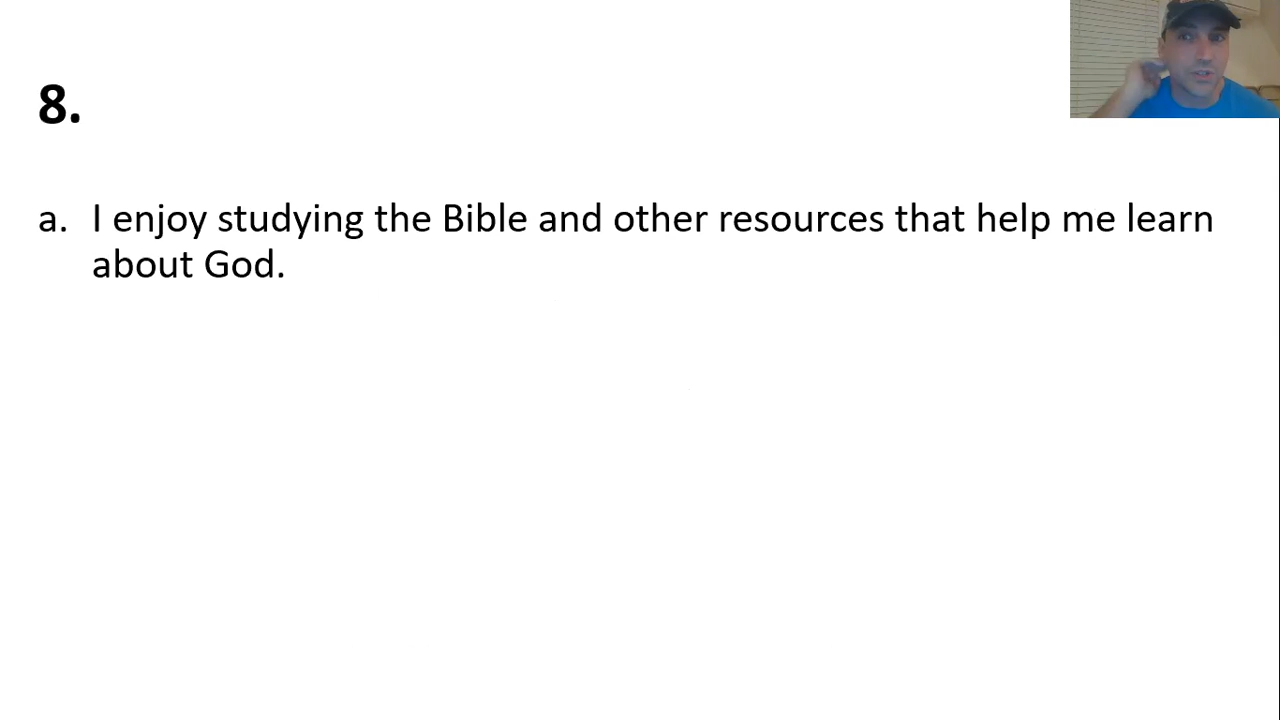 8.
a. I enjoy studying the Bible and other resources that help me learn
about God.